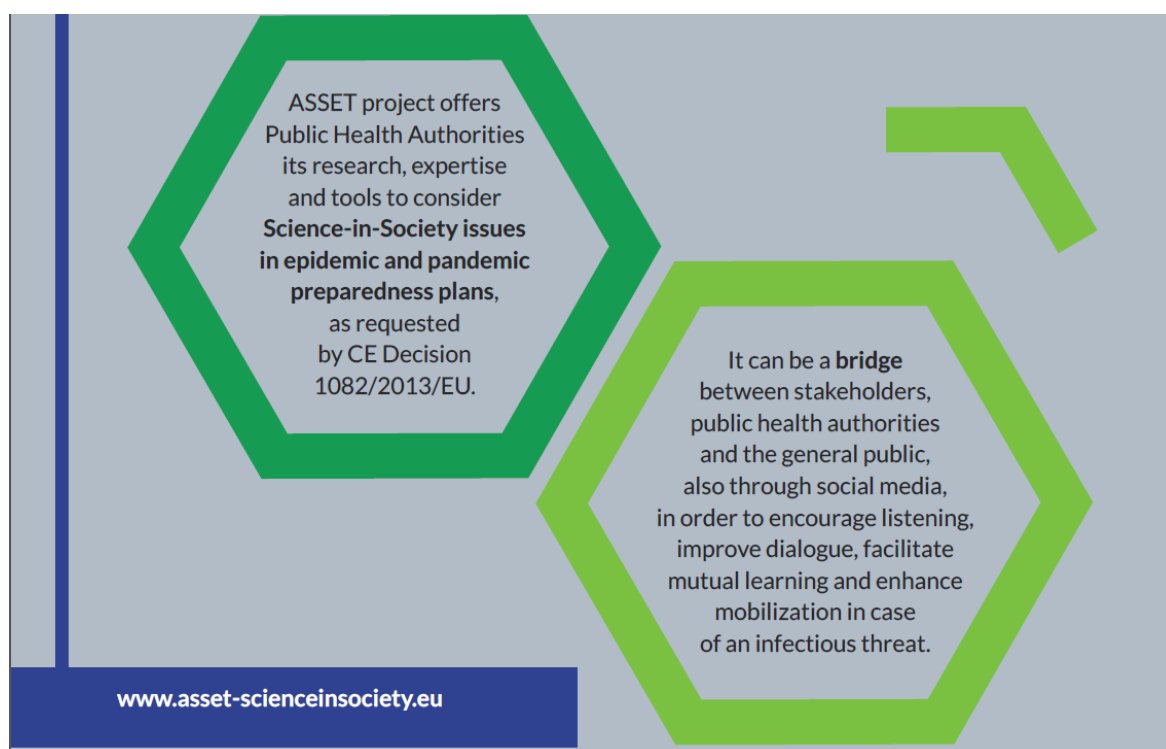 ASSET project offers
Public Health Authorities
its research, expertise
and tools to consider
Science-in-Society issues
in epidemic and pandemic
preparedness plans,
as requested
by CE Decision
1082/2013/EU.
It can be a bridge
between stakeholders,
public health authorities
and the general public,
also through social media,
in order to encourage listening,
improve dialogue, facilitate
mutual learning and enhance
mobilization in case
of an infectious threat.
www.asset-scienceinsociety.eu